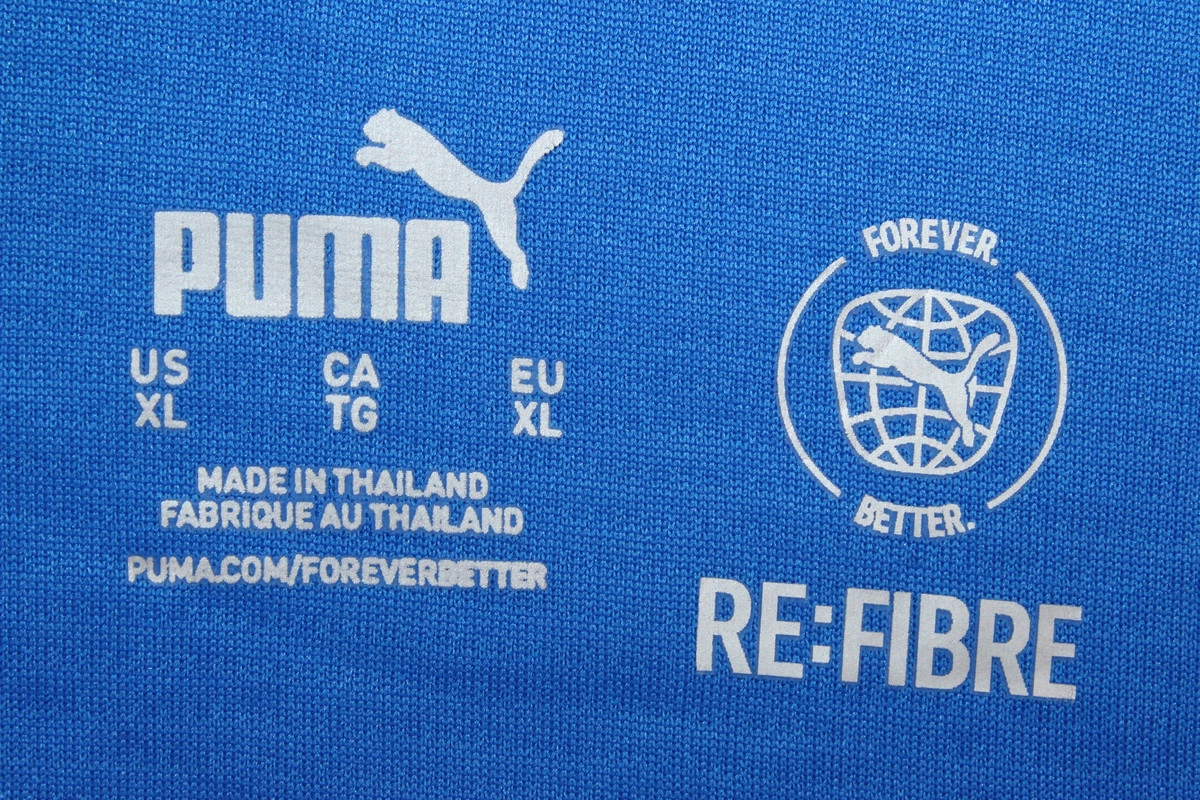 PUMA
US CA EU
XL TG XL
MADE IN THAILAND
FABRIQUE AU THAILAND
PUMA.COM/FOREVERBETTER
FOREVER.
BETTER.
RE:FIBRE